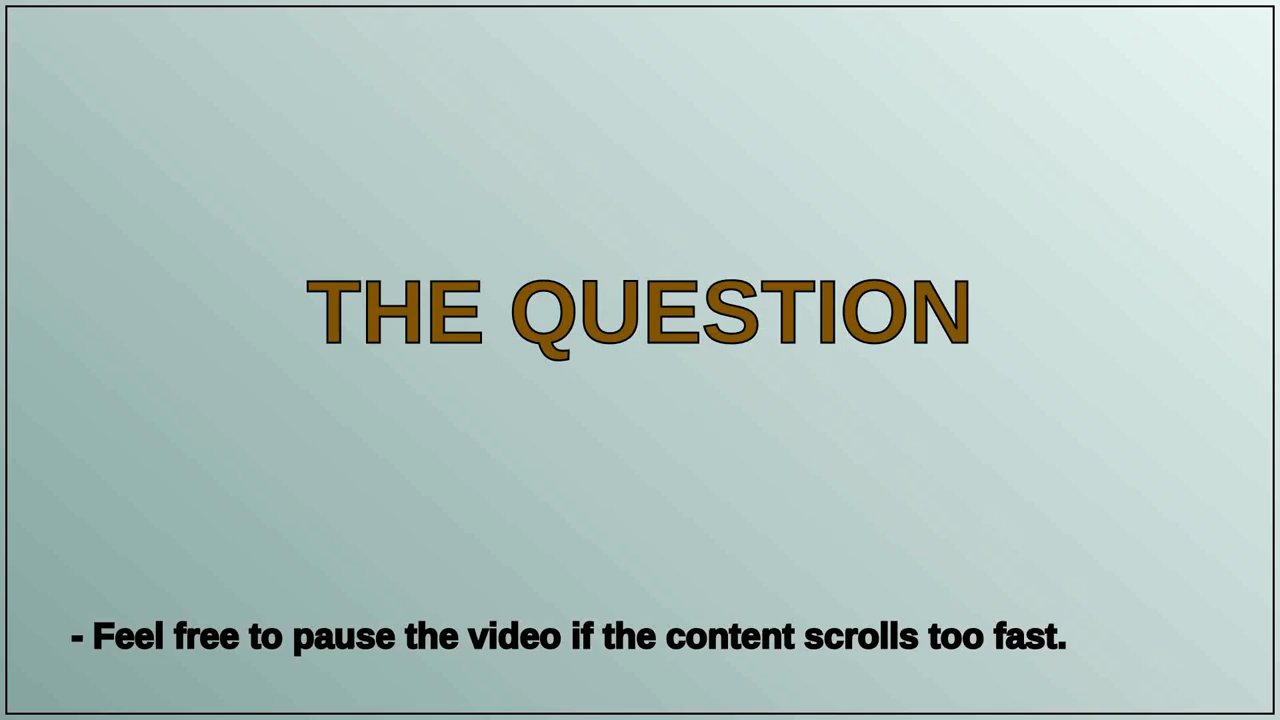 THE QUESTION
- Feel free to pause the video if the content scrolls too fast.